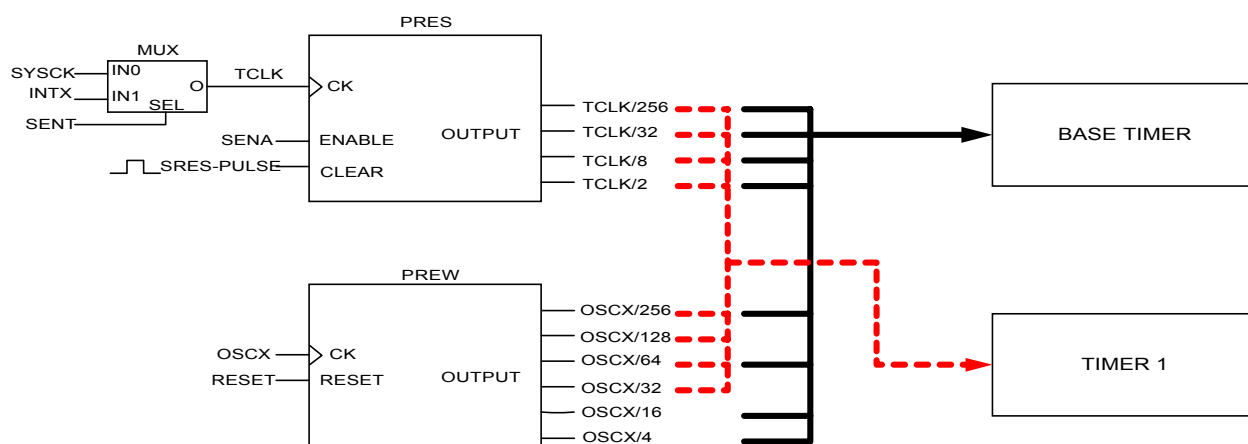 PRES
MUX
SYSCK IN0
O TCLK
INTX IN1
SEL
SENT
CK
TCLK/256
TCLK/32
SENA ENABLE OUTPUT
TCLK/8
SRES-PULSE CLEAR
TCLK/2
BASE TIMER
PREW
OSCX/256
OSCX/128
OSCX CK
OSCX/64
RESET RESET OUTPUT
OSCX/32
OSCX/16
OSCX/4
TIMER 1